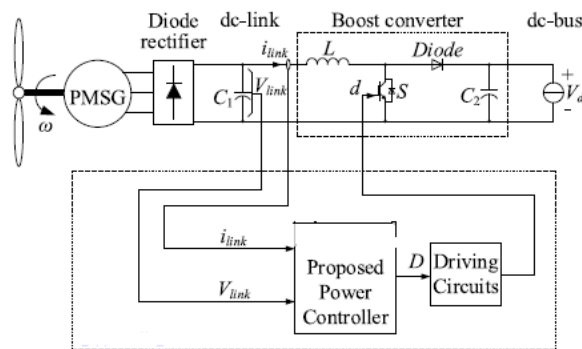 Diode
rectifier
dc-link
Boost converter
dc-bus
i_link
L
Diode
PMSG
V_link
C_1
d
S
C_2
+
V_d
-
ω
i_link
V_link
Proposed
Power
Controller
D
Driving
Circuits